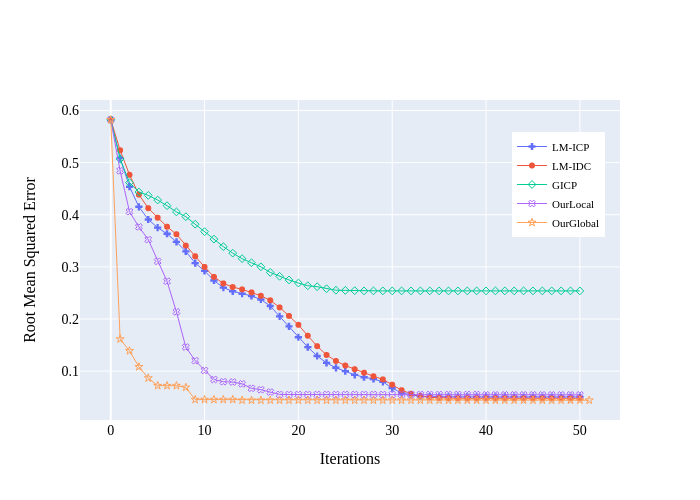 Root Mean Squared Error
0.6
0.5
0.4
0.3
0.2
0.1
0
10
20
30
40
50
Iterations
LM-ICP
LM-IDC
GICP
OurLocal
OurGlobal